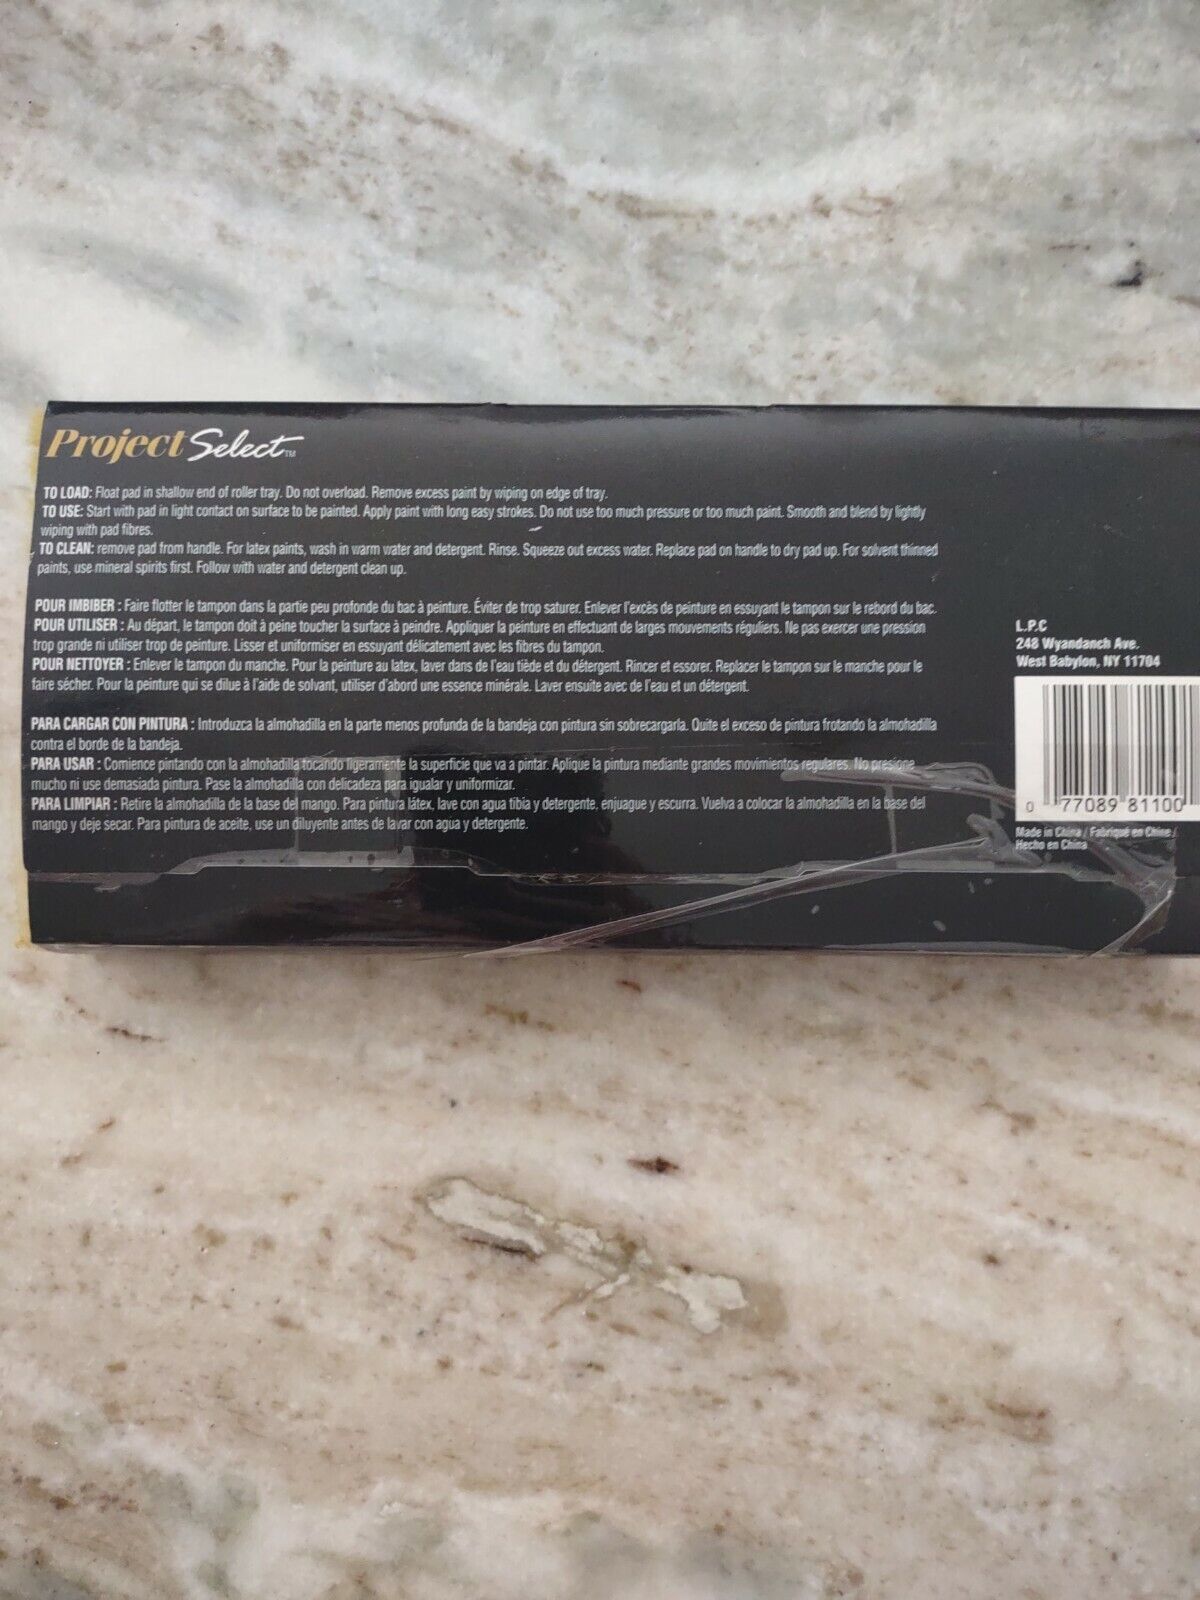 Project Select™
TO LOAD: Float pad in shallow end of roller tray. Do not overload. Remove excess paint by wiping on edge of tray.
TO USE: Start with pad in light contact on surface to be painted. Apply paint with long easy strokes. Do not use too much pressure or too much paint. Smooth and blend by lightly
wiping with pad fibres.
TO CLEAN: remove pad from handle. For latex paints, wash in warm water and detergent. Rinse. Squeeze out excess water. Replace pad on handle to dry pad up. For solvent thinned
paints, use mineral spirits first. Follow with water and detergent clean up.
POUR IMBIBER : Faire flotter le tampon dans la partie peu profonde du bac à peinture. Éviter de trop saturer. Enlever l'excès de peinture en essuyant le tampon sur le rebord du bac.
POUR UTILISER : Au départ, le tampon doit à peine toucher la surface à peindre. Appliquer la peinture en effectuant de larges mouvements réguliers. Ne pas exercer une pression
trop grande ni utiliser trop de peinture. Lisser et uniformiser en essuyant délicatement avec les fibres du tampon.
POUR NETTOYER : Enlever le tampon du manche. Pour la peinture au latex, laver dans de l'eau tiède et du détergent. Rincer et essorer. Replacer le tampon sur le manche pour le
faire sécher. Pour la peinture qui se dilue à l'aide de solvant, utiliser d'abord une essence minérale. Laver ensuite avec de l'eau et un détergent.
PARA CARGAR CON PINTURA : Introduzca la almohadilla en la parte menos profunda de la bandeja con pintura sin sobrecargarla. Quite el exceso de pintura frotando la almohadilla
contra el borde de la bandeja.
PARA USAR : Comience pintando con la almohadilla tocando ligeramente la superficie que va a pintar. Aplique la pintura mediante grandes movimientos regulares. No presione
mucho ni use demasiada pintura. Pase la almohadilla con delicadeza para igualar y uniformizar.
PARA LIMPIAR : Retire la almohadilla de la base del mango. Para pintura látex, lave con agua tibia y detergente, enjuague y escurra. Vuelva a colocar la almohadilla en la base del
mango y deje secar. Para pintura de aceite, use un diluyente antes de lavar con agua y detergente.
L.P.C
248 Wyandanch Ave.
West Babylon, NY 11704
0 77089 81100
Made in China / Fabriqué en Chine /
Hecho en China